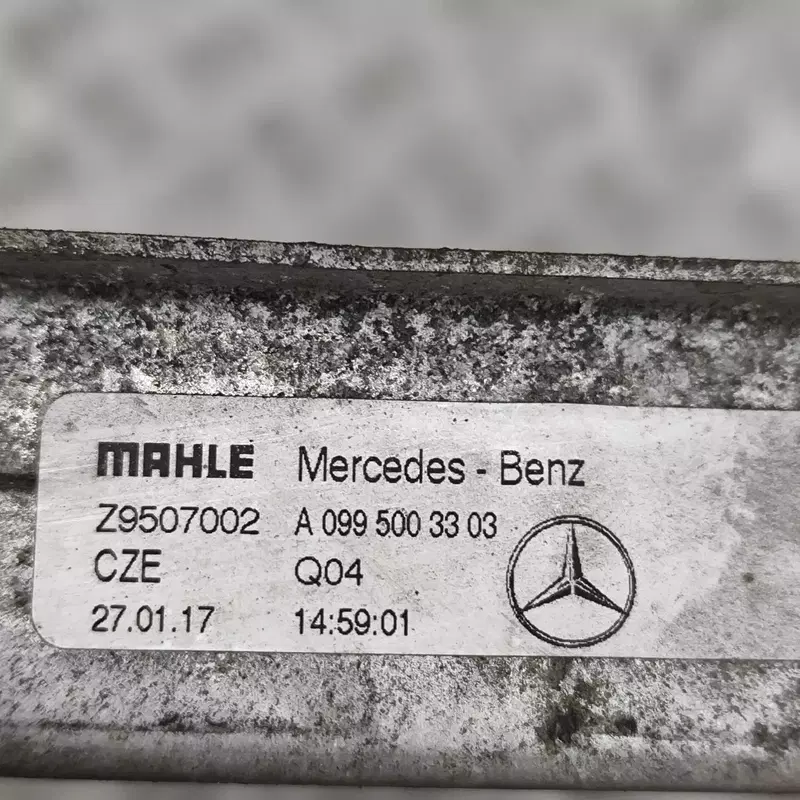 MAHLE Mercedes - Benz
Z9507002 A 099 500 33 03
CZE Q04
27.01.17 14:59:01